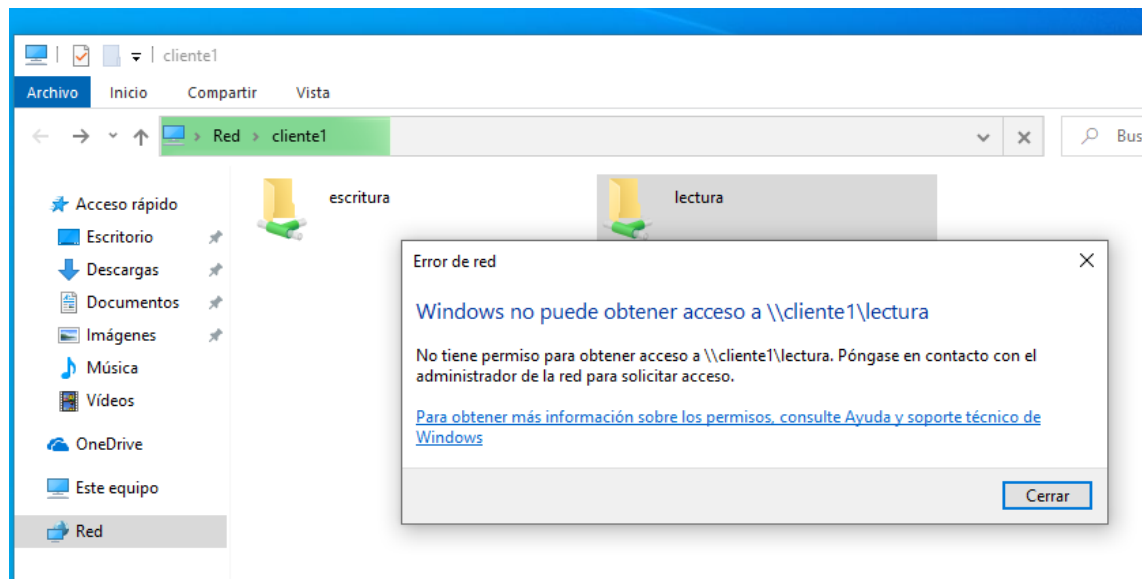 cliente1
Archivo Inicio Compartir Vista
Red > cliente1
Bus
Acceso rápido
Escritorio
Descargas
Documentos
Imágenes
Música
Vídeos
OneDrive
Este equipo
Red
escritura
lectura
Error de red
Windows no puede obtener acceso a \\cliente1\lectura
No tiene permiso para obtener acceso a \\cliente1\lectura. Póngase en contacto con el
administrador de la red para solicitar acceso.
Para obtener más información sobre los permisos, consulte Ayuda y soporte técnico de
Windows
Cerrar